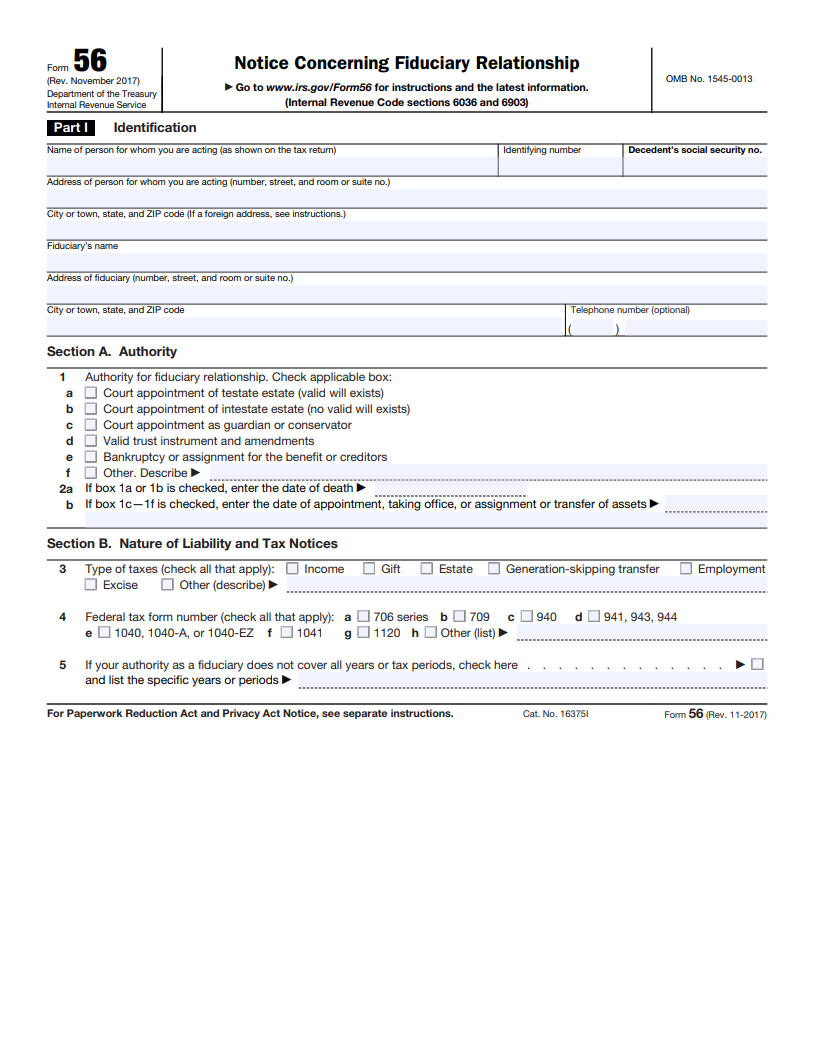 Form 56
(Rev. November 2017)
Department of the Treasury
Internal Revenue Service
Notice Concerning Fiduciary Relationship
▶ Go to www.irs.gov/Form56 for instructions and the latest information.
(Internal Revenue Code sections 6036 and 6903)
OMB No. 1545-0013
Part I Identification
Name of person for whom you are acting (as shown on the tax return) Identifying number Decedent's social security no.
Address of person for whom you are acting (number, street, and room or suite no.)
City or town, state, and ZIP code (If a foreign address, see instructions.)
Fiduciary's name
Address of fiduciary (number, street, and room or suite no.)
City or town, state, and ZIP code Telephone number (optional)
( )
Section A. Authority
1 Authority for fiduciary relationship. Check applicable box:
a Court appointment of testate estate (valid will exists)
b Court appointment of intestate estate (no valid will exists)
c Court appointment as guardian or conservator
d Valid trust instrument and amendments
e Bankruptcy or assignment for the benefit or creditors
f Other. Describe ▶
2a If box 1a or 1b is checked, enter the date of death ▶
b If box 1c—1f is checked, enter the date of appointment, taking office, or assignment or transfer of assets ▶
Section B. Nature of Liability and Tax Notices
3 Type of taxes (check all that apply): Income Gift Estate Generation-skipping transfer Employment
Excise Other (describe) ▶
4 Federal tax form number (check all that apply): a 706 series b 709 c 940 d 941, 943, 944
e 1040, 1040-A, or 1040-EZ f 1041 g 1120 h Other (list) ▶
5 If your authority as a fiduciary does not cover all years or tax periods, check here . . . . . . . . . . . . . ▶
and list the specific years or periods ▶
For Paperwork Reduction Act and Privacy Act Notice, see separate instructions. Cat. No. 16375I Form 56 (Rev. 11-2017)